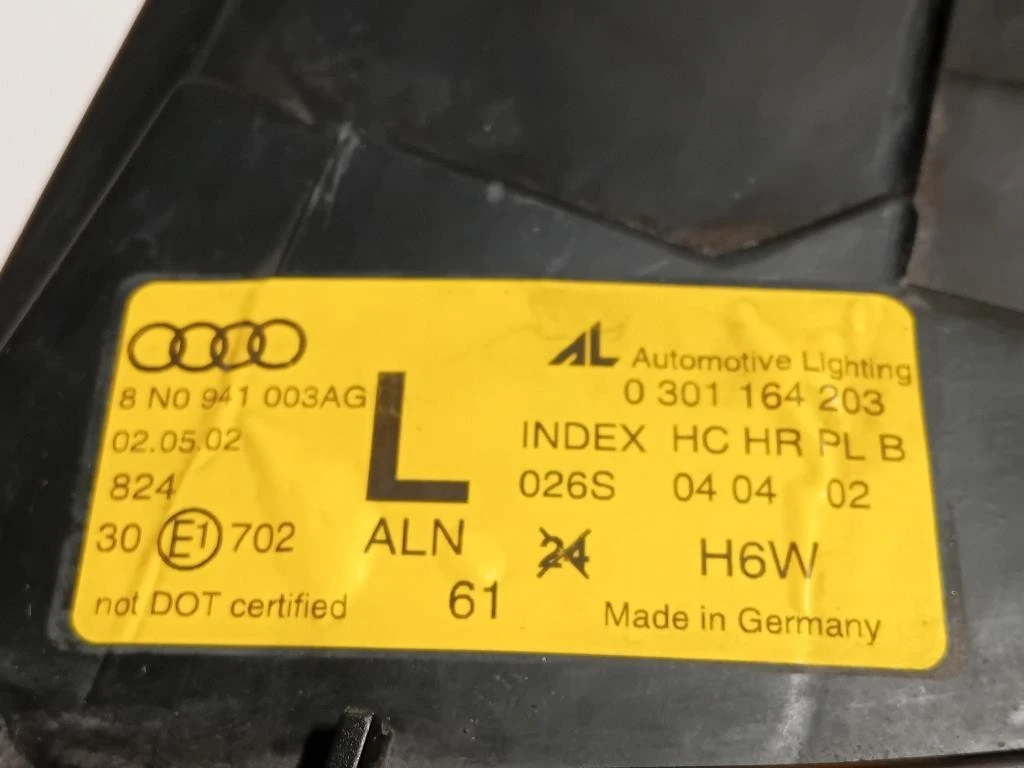 8 N0 941 003AG
02.05.02
824
30 E1 702
not DOT certified
L
ALN
61
AL Automotive Lighting
0 301 164 203
INDEX HC HR PL B
026S 04 04 02
24 H6W
Made in Germany